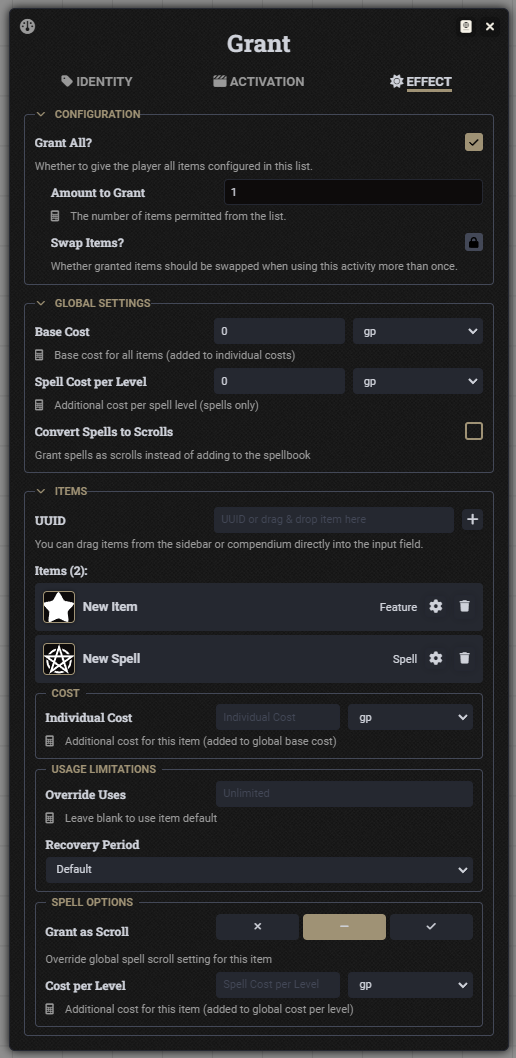 Grant
IDENTITY
ACTIVATION
EFFECT
CONFIGURATION
Grant All?
Whether to give the player all items configured in this list.
Amount to Grant
1
The number of items permitted from the list.
Swap Items?
Whether granted items should be swapped when using this activity more than once.
GLOBAL SETTINGS
Base Cost
0
gp
Base cost for all items (added to individual costs)
Spell Cost per Level
0
gp
Additional cost per spell level (spells only)
Convert Spells to Scrolls
Grant spells as scrolls instead of adding to the spellbook
ITEMS
UUID
UUID or drag & drop item here
You can drag items from the sidebar or compendium directly into the input field.
Items (2):
New Item
Feature
New Spell
Spell
COST
Individual Cost
Individual Cost
gp
Additional cost for this item (added to global base cost)
USAGE LIMITATIONS
Override Uses
Unlimited
Leave blank to use item default
Recovery Period
Default
SPELL OPTIONS
Grant as Scroll
Override global spell scroll setting for this item
Cost per Level
Spell Cost per Level
gp
Additional cost for this item (added to global cost per level)